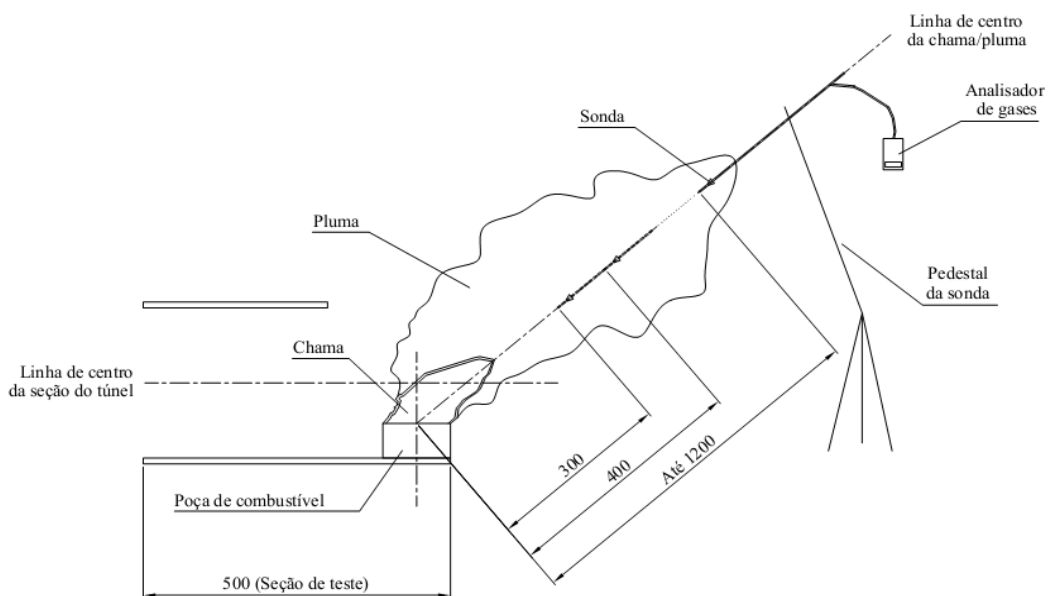 Linha de centro
da chama/pluma
Analisador
de gases
Sonda
Pluma
Pedestal
da sonda
Chama
Linha de centro
da seção do túnel
300
400
Até 1200
Poça de combustível
500 (Seção de teste)